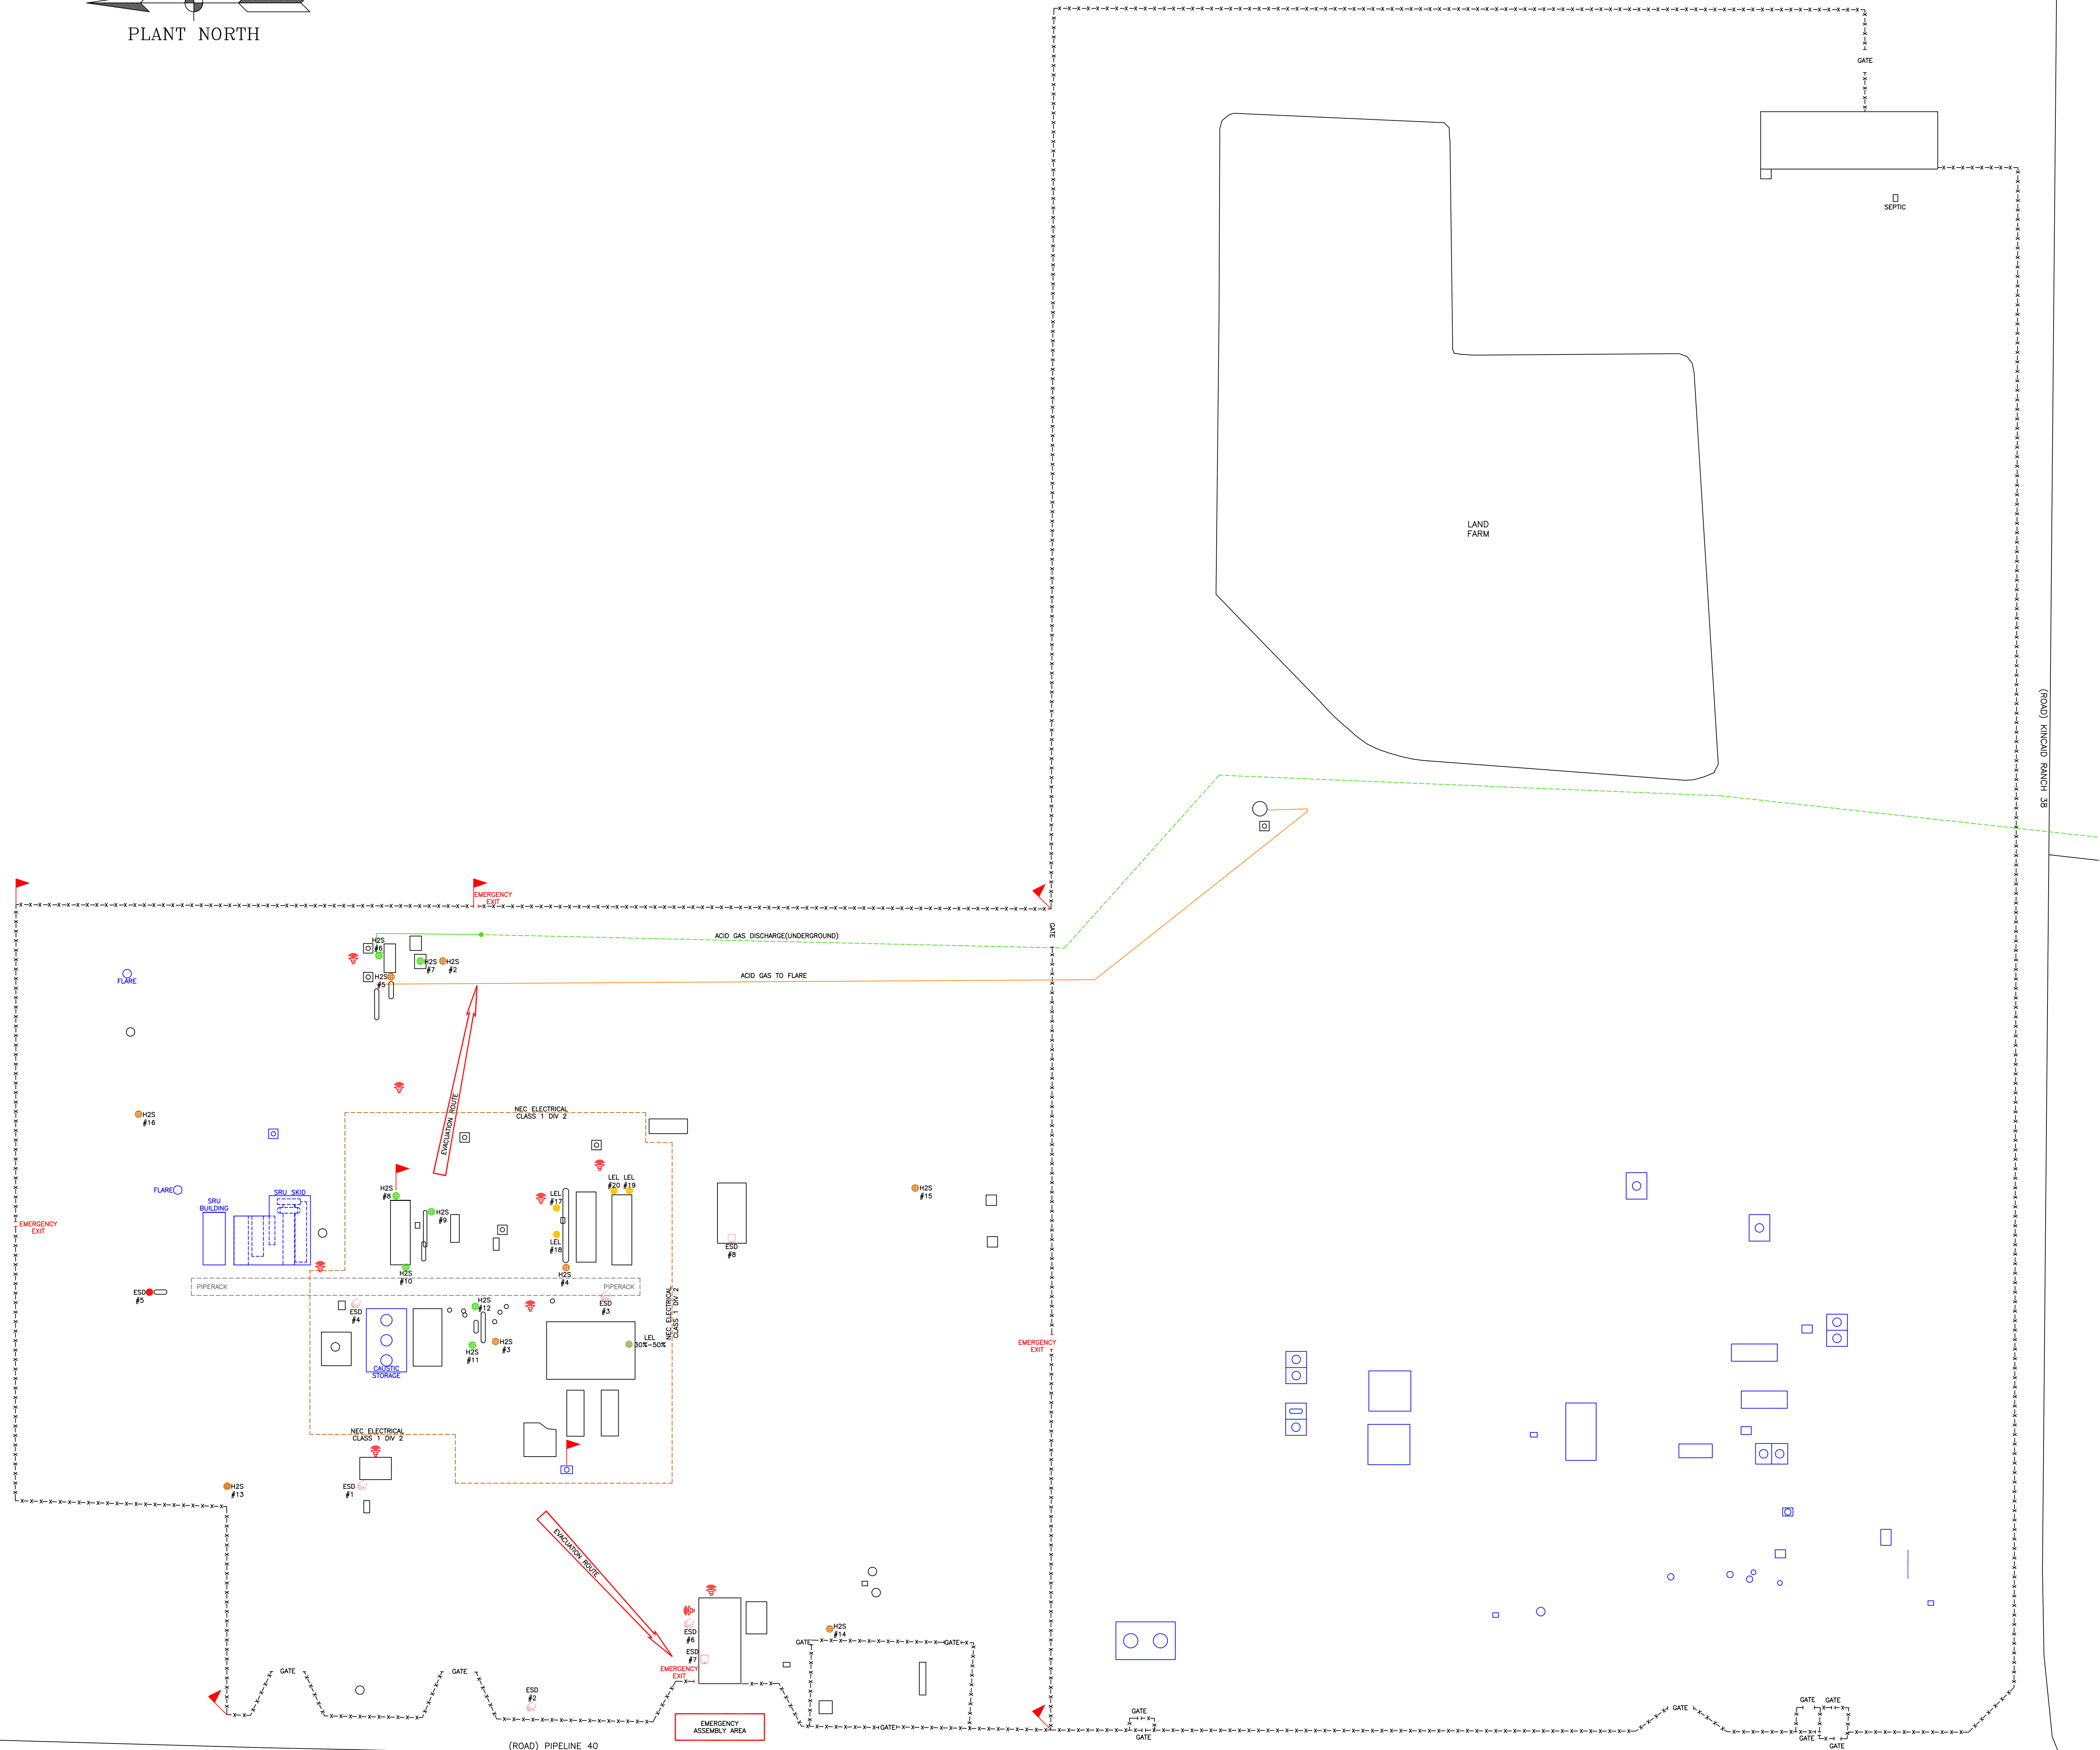 PLANT NORTH
GATE
SEPTIC
LAND
FARM
(ROAD) KINCAID RANCH 38
EMERGENCY
EXIT
GATE
ACID GAS DISCHARGE(UNDERGROUND)
H2S
#6
H2S
#7
H2S
#2
H2S
#5
ACID GAS TO FLARE
FLARE
EVACUATION ROUTE
NEC ELECTRICAL
CLASS 1 DIV 2
H2S
#16
FLARE
SRU
BUILDING
SRU SKID
H2S
#8
H2S
#9
LEL
#17
LEL
#20
LEL
#19
LEL
#18
H2S
#15
ESD
#8
EMERGENCY
EXIT
H2S
#10
H2S
#4
PIPERACK
PIPERACK
ESD
#5
ESD
#4
H2S
#12
ESD
#3
NEC ELECTRICAL
CLASS 1 DIV 2
H2S
#3
H2S
#11
LEL
30%-50%
EMERGENCY
EXIT
CAUSTIC
STORAGE
NEC ELECTRICAL
CLASS 1 DIV 2
H2S
#13
ESD
#1
EVACUATION ROUTE
ESD
#6
ESD
#7
H2S
#14
GATE
GATE
EMERGENCY
EXIT
GATE
GATE
ESD
#2
EMERGENCY
ASSEMBLY AREA
GATE
GATE
GATE
GATE
GATE
GATE
GATE
GATE
(ROAD) PIPELINE 40